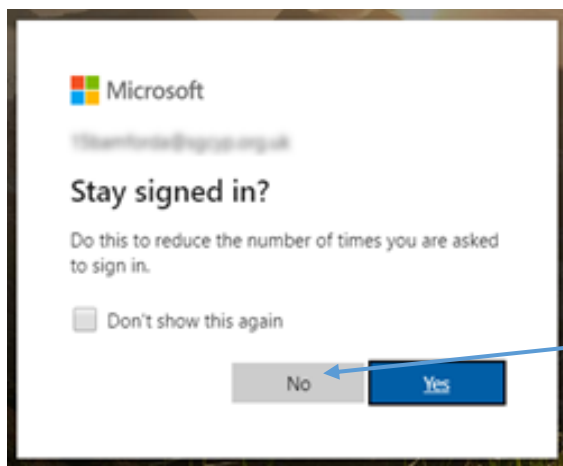 Microsoft
Stay signed in?
Do this to reduce the number of times you are asked
to sign in.
Don't show this again
No
Yes